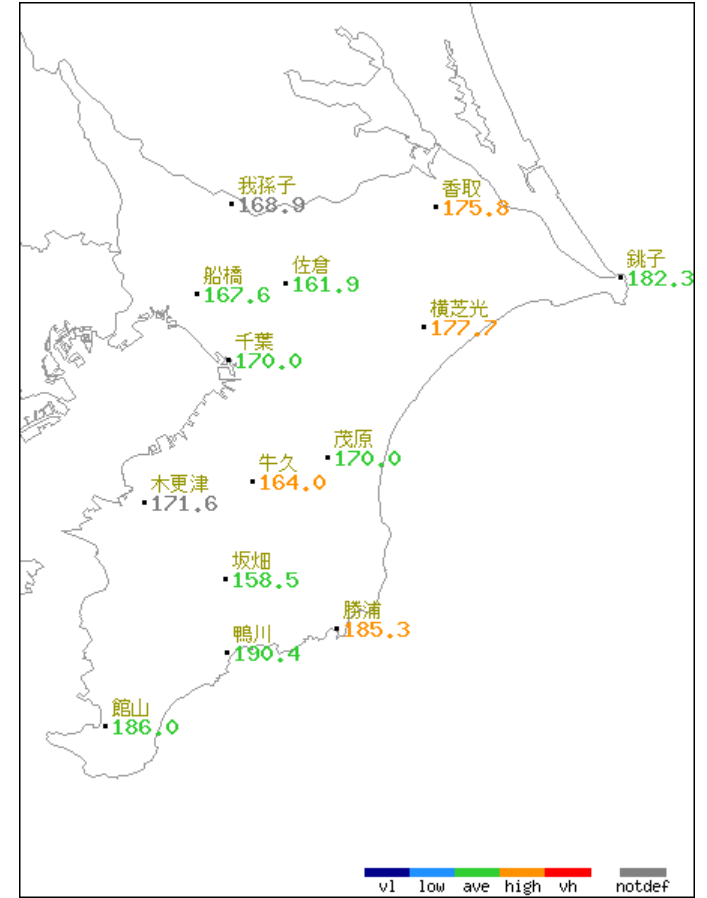 我孫子
168.9
香取
175.8
銚子
182.3
佐倉
161.9
船橋
167.6
横芝光
177.7
千葉
170.0
茂原
170.0
牛久
164.0
木更津
171.6
坂畑
158.5
勝浦
185.3
鴨川
190.4
館山
186.0
vl low ave high vh notdef